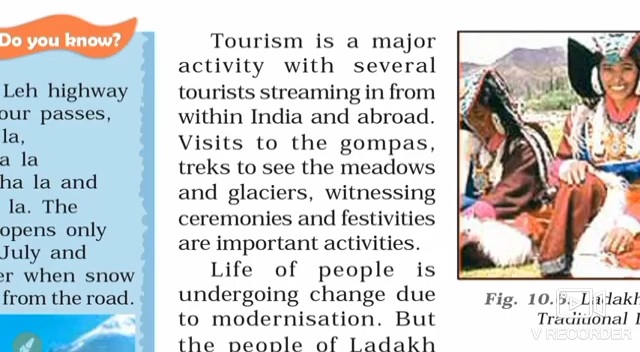 Do you know?
Leh highway
our passes,
la,
a la
ha la and
la. The
opens only
July and
er when snow
from the road.
Tourism is a major
activity with several
tourists streaming in from
within India and abroad.
Visits to the gompas,
treks to see the meadows
and glaciers, witnessing
ceremonies and festivities
are important activities.
Life of people is
undergoing change due
to modernisation. But
the people of Ladakh
Fig. 10.
Ladakh
Traditional
V RECORDER